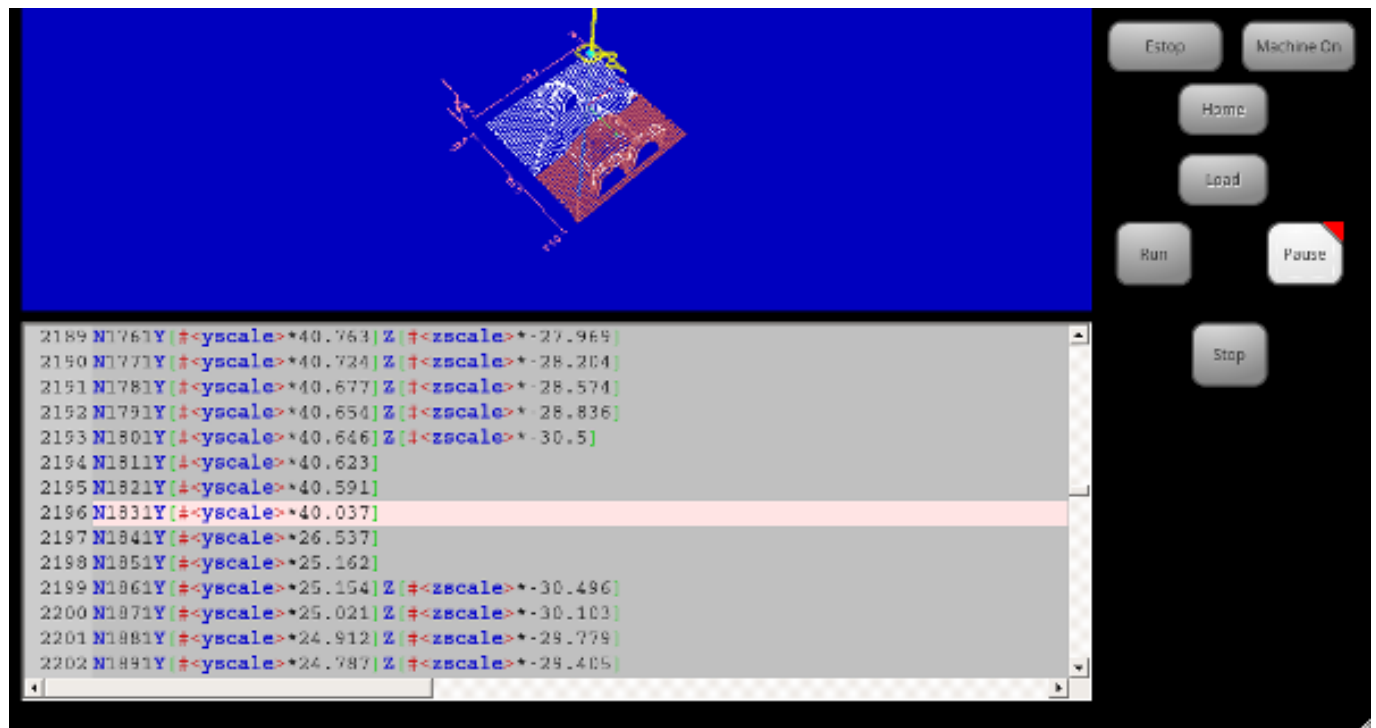 Estop
Machine On
Home
Load
Run
Pause
Stop
2189 N1761Y[#<yscale>*40.763]Z[#<zscale>*-27.969]
2190 N1771Y[#<yscale>*40.724]Z[#<zscale>*-28.204]
2191 N1781Y[#<yscale>*40.677]Z[#<zscale>*-28.574]
2192 N1791Y[#<yscale>*40.654]Z[#<zscale>*-28.836]
2193 N1801Y[#<yscale>*40.646]Z[#<zscale>*-30.5]
2194 N1811Y[#<yscale>*40.623]
2195 N1821Y[#<yscale>*40.591]
2196 N1831Y[#<yscale>*40.037]
2197 N1841Y[#<yscale>*26.537]
2198 N1851Y[#<yscale>*25.162]
2199 N1861Y[#<yscale>*25.154]Z[#<zscale>*-30.496]
2200 N1871Y[#<yscale>*25.021]Z[#<zscale>*-30.103]
2201 N1881Y[#<yscale>*24.912]Z[#<zscale>*-29.779]
2202 N1891Y[#<yscale>*24.787]Z[#<zscale>*-29.405]